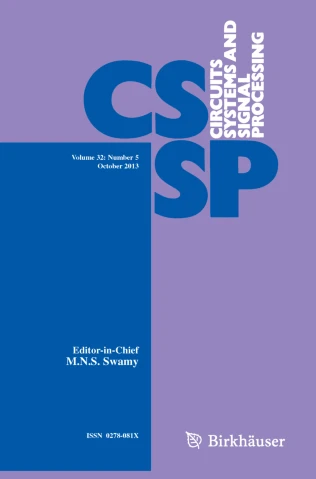 CS
SP
CIRCUITS
SYSTEMS AND
SIGNAL
PROCESSING
Volume 32: Number 5
October 2013
Editor-in-Chief
M.N.S. Swamy
ISSN 0278-081X
Birkhäuser